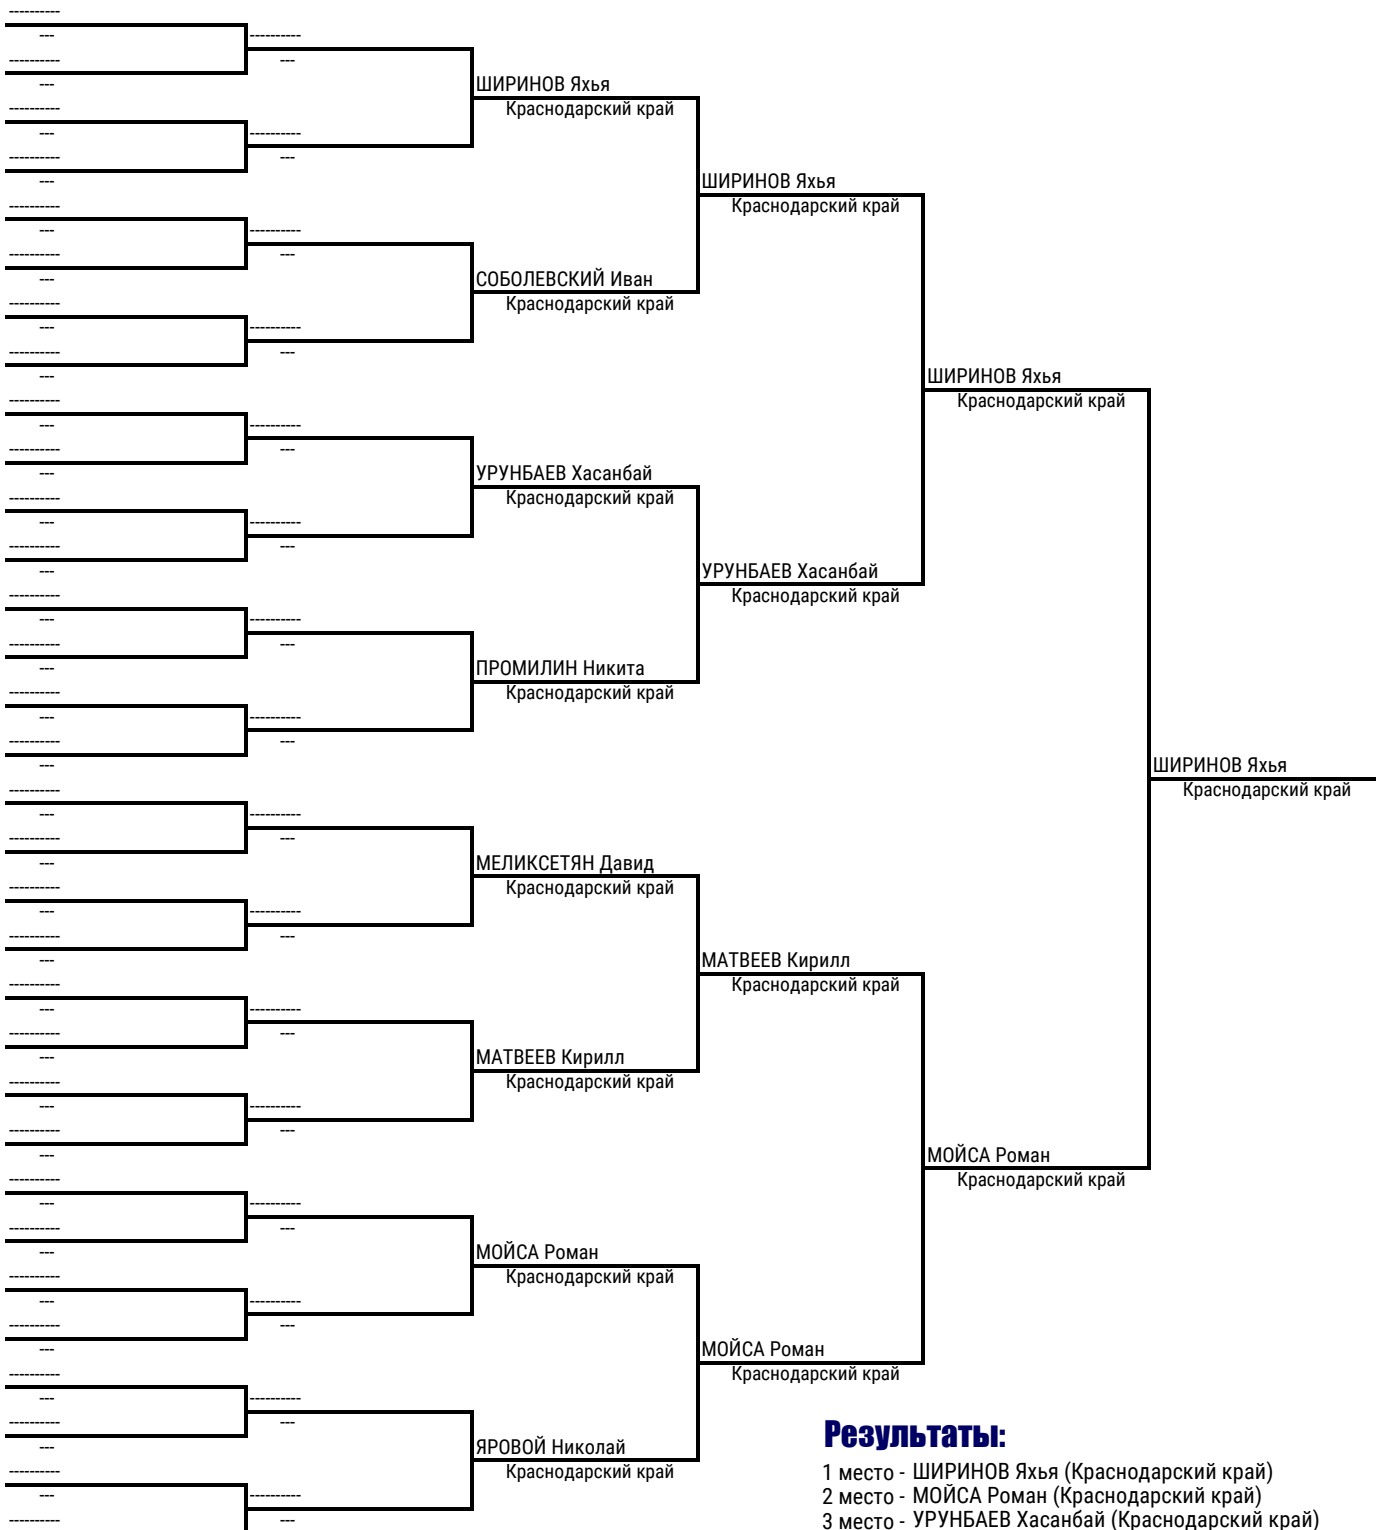 ШИРИНОВ Яхья
Краснодарский край
ШИРИНОВ Яхья
Краснодарский край
СОБОЛЕВСКИЙ Иван
Краснодарский край
ШИРИНОВ Яхья
Краснодарский край
УРУНБАЕВ Хасанбай
Краснодарский край
УРУНБАЕВ Хасанбай
Краснодарский край
ПРОМИЛИН Никита
Краснодарский край
ШИРИНОВ Яхья
Краснодарский край
МЕЛИКСЕТЯН Давид
Краснодарский край
МАТВЕЕВ Кирилл
Краснодарский край
МАТВЕЕВ Кирилл
Краснодарский край
МОЙСА Роман
Краснодарский край
МОЙСА Роман
Краснодарский край
МОЙСА Роман
Краснодарский край
ЯРОВОЙ Николай
Краснодарский край
Результаты:
1 место - ШИРИНОВ Яхья (Краснодарский край)
2 место - МОЙСА Роман (Краснодарский край)
3 место - УРУНБАЕВ Хасанбай (Краснодарский край)